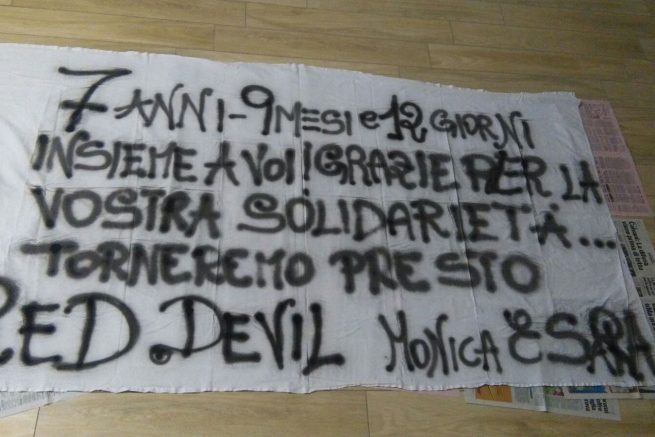 7 ANNI-9 MESI e 12 GIORNI
INSIEME A VOI! GRAZIE PER LA
VOSTRA SOLIDARIETÀ...
TORNEREMO PRESTO
RED.DEVIL MONICA E SARA